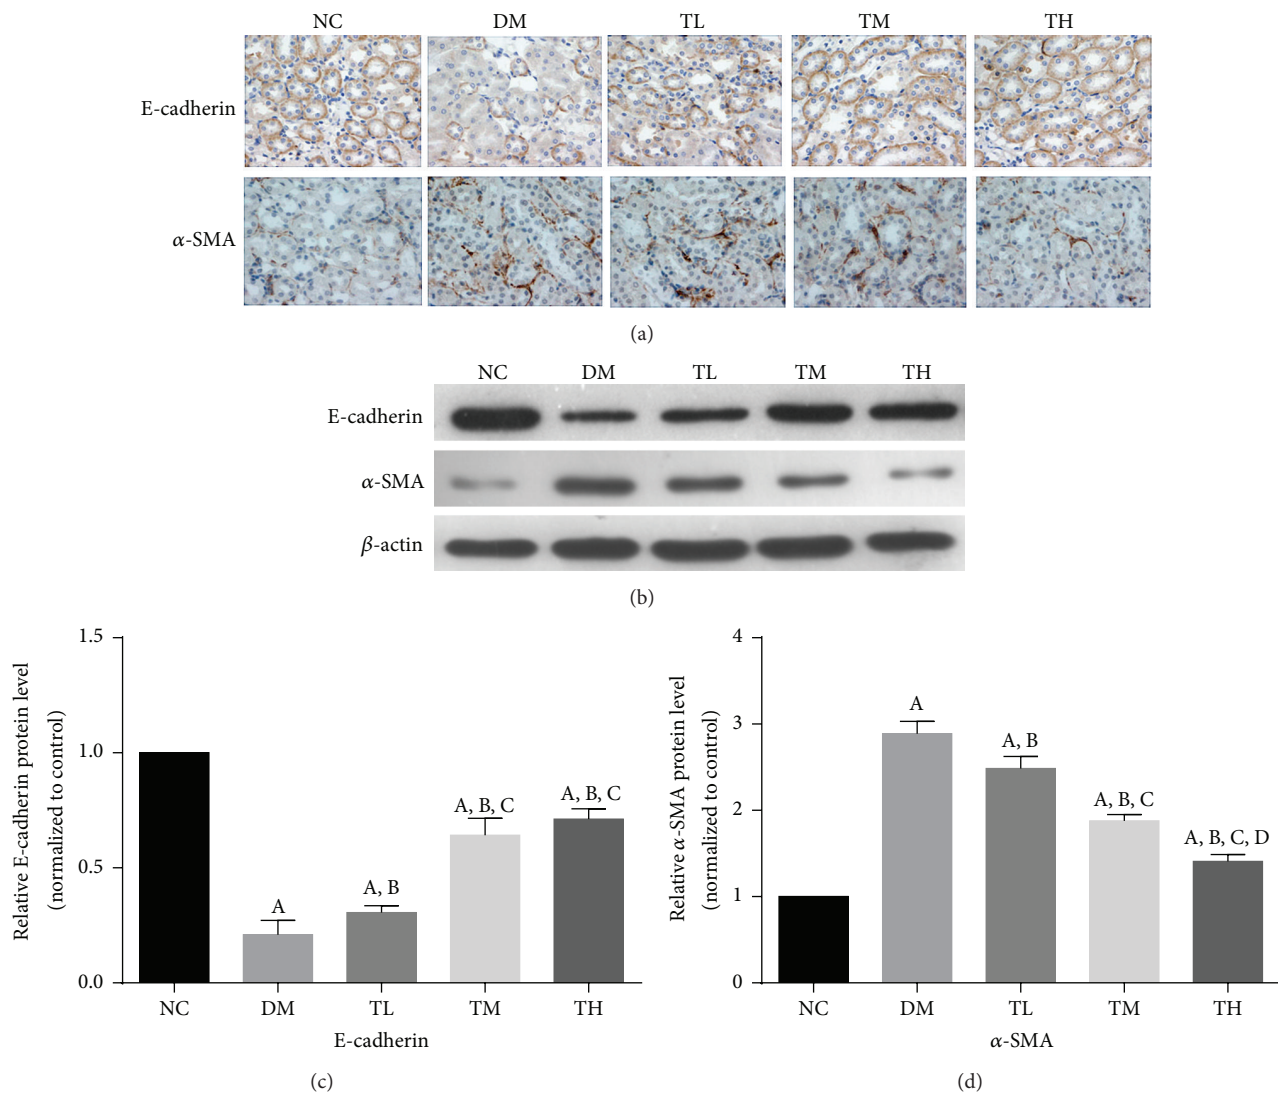 NC DM TL TM TH
E-cadherin
α-SMA
(a)
NC DM TL TM TH
E-cadherin
α-SMA
β-actin
(b)
Relative E-cadherin protein level
(normalized to control)
1.5
1.0
0.5
0.0
A
A, B
A, B, C
A, B, C
NC DM TL TM TH
E-cadherin
(c)
Relative α-SMA protein level
(normalized to control)
4
3
2
1
0
A
A, B
A, B, C
A, B, C, D
NC DM TL TM TH
α-SMA
(d)